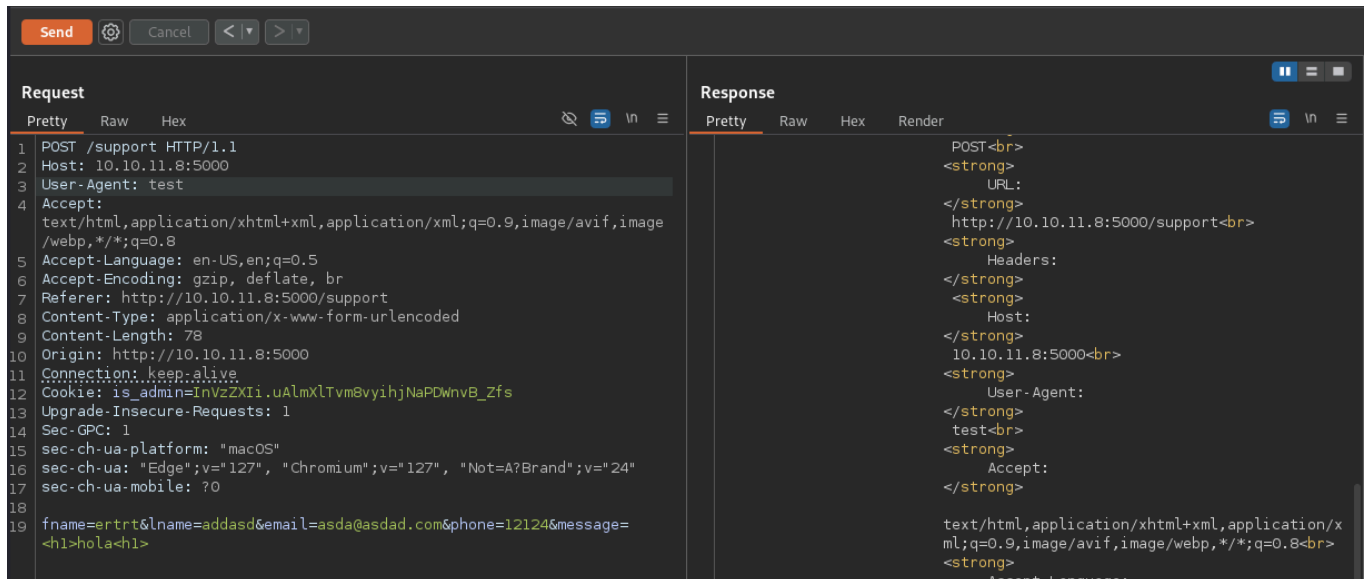 Send Cancel < >
Request
Pretty Raw Hex \n
1 POST /support HTTP/1.1
2 Host: 10.10.11.8:5000
3 User-Agent: test
4 Accept:
text/html,application/xhtml+xml,application/xml;q=0.9,image/avif,image
/webp,*/*;q=0.8
5 Accept-Language: en-US,en;q=0.5
6 Accept-Encoding: gzip, deflate, br
7 Referer: http://10.10.11.8:5000/support
8 Content-Type: application/x-www-form-urlencoded
9 Content-Length: 78
10 Origin: http://10.10.11.8:5000
11 Connection: keep-alive
12 Cookie: is_admin=InVzZXIi.uAlmXlTvm8vyihjNaPDWnvB_Zfs
13 Upgrade-Insecure-Requests: 1
14 Sec-GPC: 1
15 sec-ch-ua-platform: "macOS"
16 sec-ch-ua: "Edge";v="127", "Chromium";v="127", "Not=A?Brand";v="24"
17 sec-ch-ua-mobile: ?0
18
19 fname=ertrt&lname=addasd&email=asda@asdad.com&phone=12124&message=
<h1>hola<h1>
Response
Pretty Raw Hex Render \n
POST<br>
<strong>
URL:
</strong>
http://10.10.11.8:5000/support<br>
<strong>
Headers:
</strong>
<strong>
Host:
</strong>
10.10.11.8:5000<br>
<strong>
User-Agent:
</strong>
test<br>
<strong>
Accept:
</strong>
text/html,application/xhtml+xml,application/x
ml;q=0.9,image/avif,image/webp,*/*;q=0.8<br>
<strong>